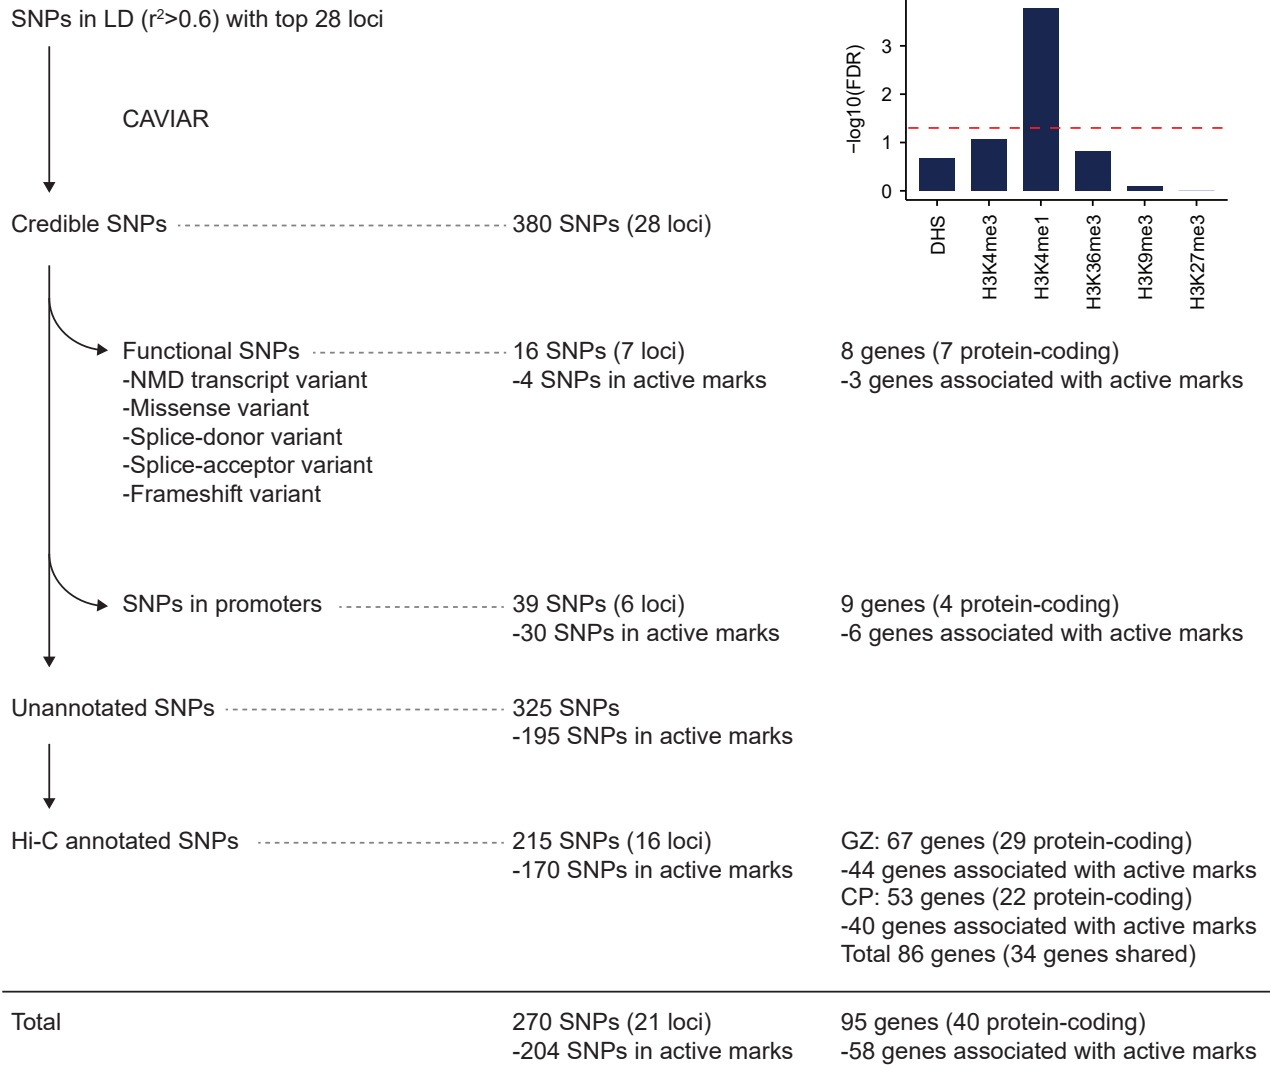 SNPs in LD (r²>0.6) with top 28 loci
CAVIAR
−log10(FDR)
3
2
1
0
DHS
H3K4me3
H3K4me1
H3K36me3
H3K9me3
H3K27me3
Credible SNPs
380 SNPs (28 loci)
Functional SNPs
16 SNPs (7 loci)
8 genes (7 protein-coding)
-NMD transcript variant
-4 SNPs in active marks
-3 genes associated with active marks
-Missense variant
-Splice-donor variant
-Splice-acceptor variant
-Frameshift variant
SNPs in promoters
39 SNPs (6 loci)
9 genes (4 protein-coding)
-30 SNPs in active marks
-6 genes associated with active marks
Unannotated SNPs
325 SNPs
-195 SNPs in active marks
Hi-C annotated SNPs
215 SNPs (16 loci)
GZ: 67 genes (29 protein-coding)
-170 SNPs in active marks
-44 genes associated with active marks
CP: 53 genes (22 protein-coding)
-40 genes associated with active marks
Total 86 genes (34 genes shared)
Total
270 SNPs (21 loci)
95 genes (40 protein-coding)
-204 SNPs in active marks
-58 genes associated with active marks